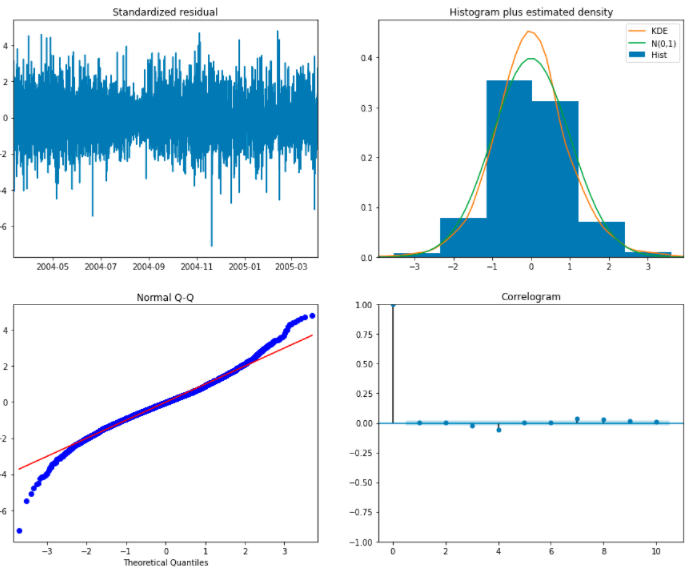 Standardized residual
4
2
0
−2
−4
−6
2004-05 2004-07 2004-09 2004-11 2005-01 2005-03
Histogram plus estimated density
KDE
N(0,1)
Hist
0.4
0.3
0.2
0.1
0.0
−3 −2 −1 0 1 2 3
Normal Q-Q
4
2
0
−2
−4
−6
−3 −2 −1 0 1 2 3
Theoretical Quantiles
Correlogram
1.00
0.75
0.50
0.25
0.00
−0.25
−0.50
−0.75
−1.00
0 2 4 6 8 10